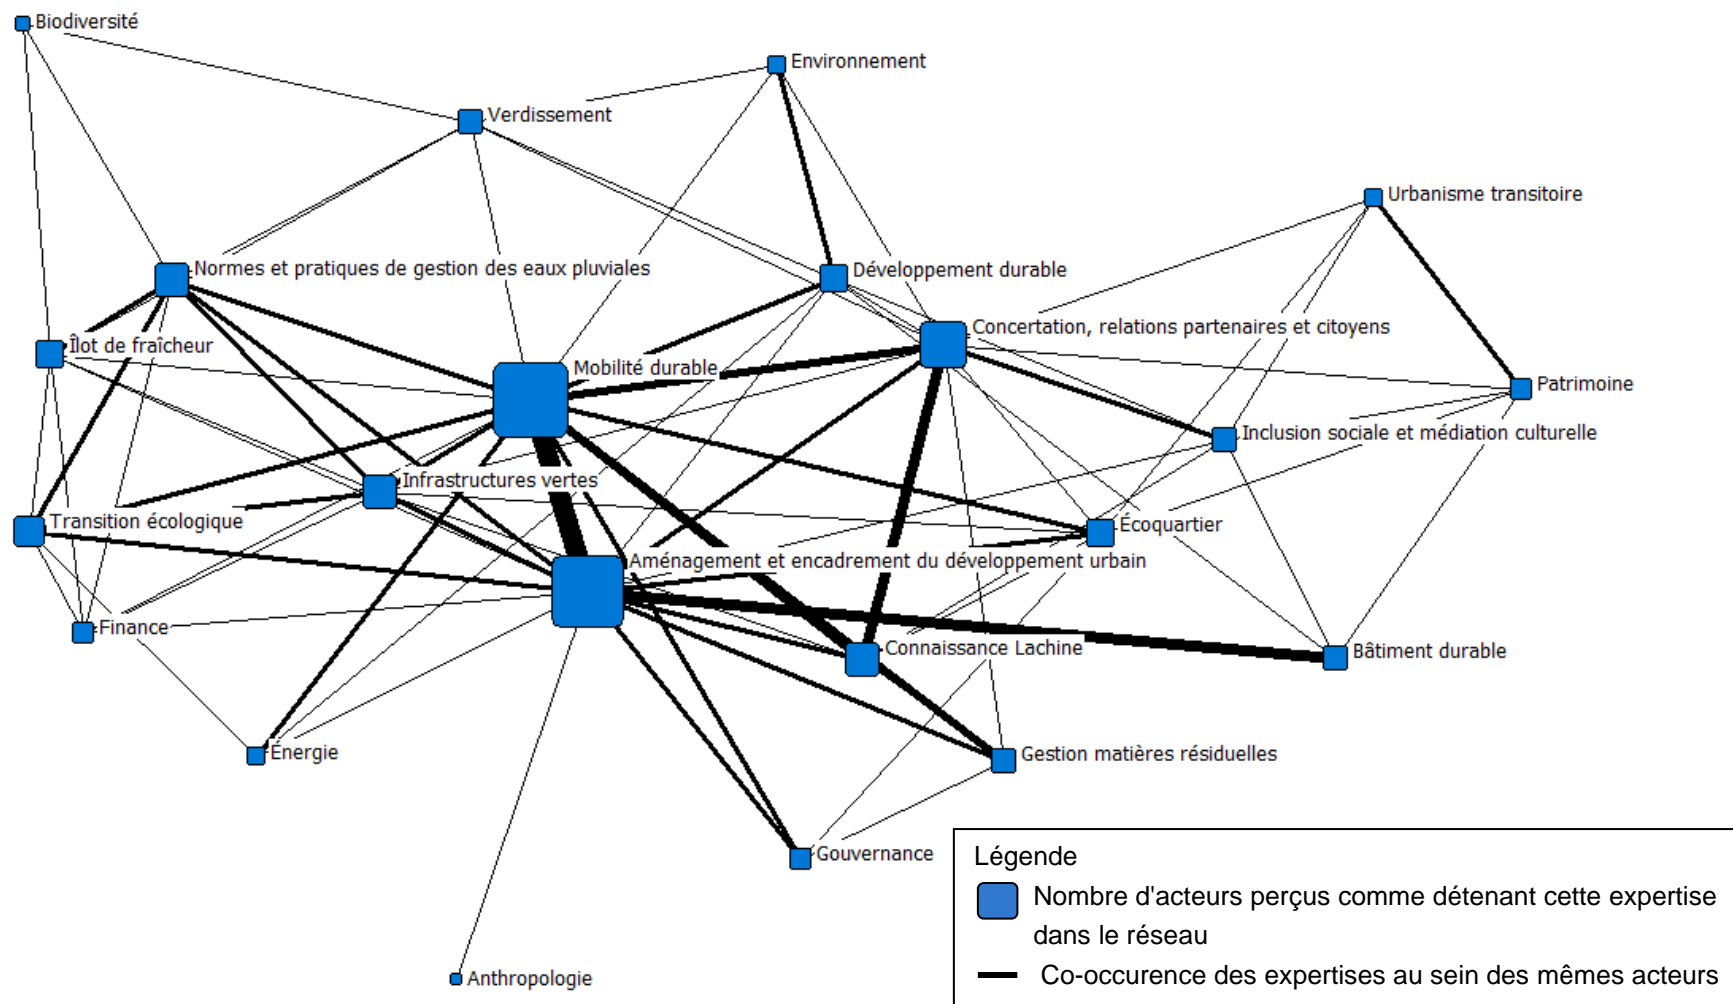 Biodiversité
Environnement
Verdissement
Urbanisme transitoire
Normes et pratiques de gestion des eaux pluviales
Développement durable
Concertation, relations partenaires et citoyens
Îlot de fraîcheur
Mobilité durable
Patrimoine
Inclusion sociale et médiation culturelle
Infrastructures vertes
Transition écologique
Écoquartier
Aménagement et encadrement du développement urbain
Finance
Connaissance Lachine
Bâtiment durable
Énergie
Gestion matières résiduelles
Gouvernance
Anthropologie
Légende
Nombre d'acteurs perçus comme détenant cette expertise
dans le réseau
Co-occurence des expertises au sein des mêmes acteurs